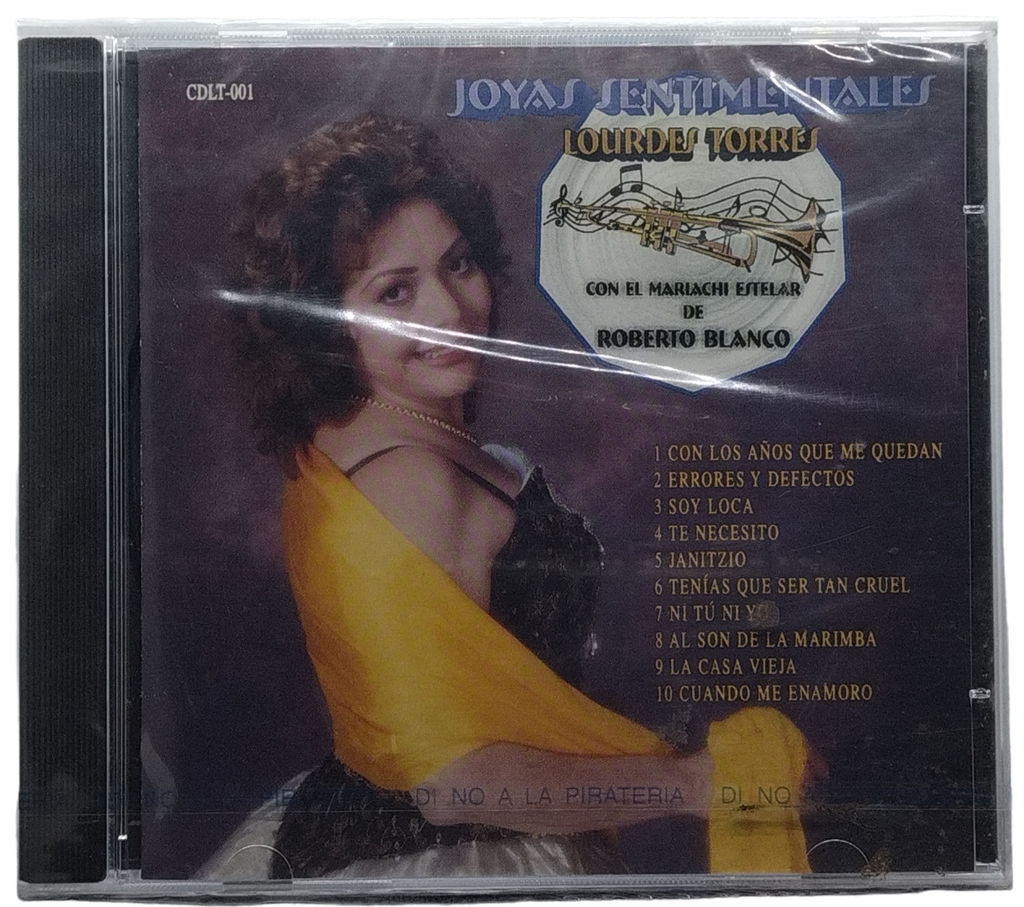 CDLT-001
JOYAS SENTIMENTALES
LOURDES TORRES
CON EL MARIACHI ESTELAR
DE
ROBERTO BLANCO
1 CON LOS AÑOS QUE ME QUEDAN
2 ERRORES Y DEFECTOS
3 SOY LOCA
4 TE NECESITO
5 JANITZIO
6 TENÍAS QUE SER TAN CRUEL
7 NI TÚ NI
8 AL SON DE LA MARIMBA
9 LA CASA VIEJA
10 CUANDO ME ENAMORO
DI NO A LA PIRATERIA DI NO